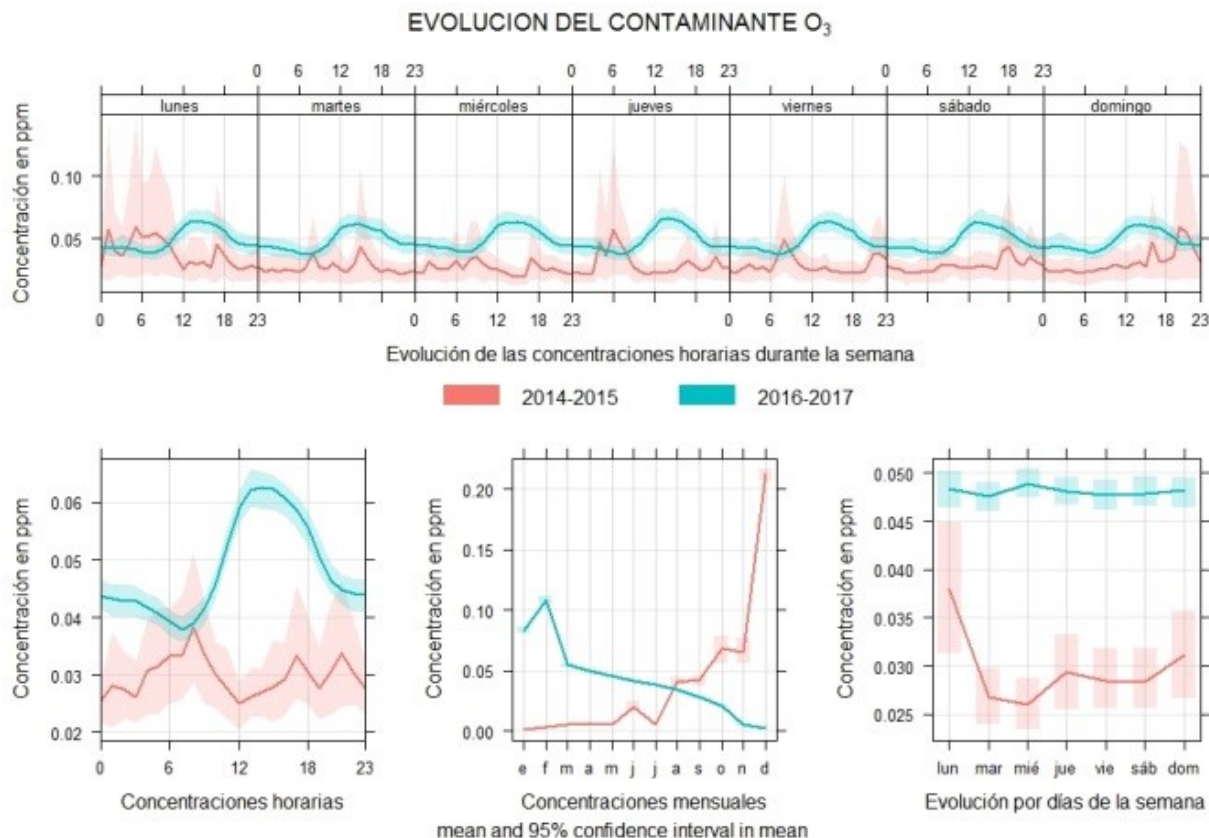 EVOLUCION DEL CONTAMINANTE O₃
0 6 12 18 23 0 6 12 18 23 0 6 12 18 23
lunes martes miércoles jueves viernes sábado domingo
Concentración en ppm
0.10
0.05
0 6 12 18 23 0 6 12 18 23 0 6 12 18 23 0 6 12 18 23
Evolución de las concentraciones horarias durante la semana
2014-2015 2016-2017
Concentración en ppm
0.06
0.05
0.04
0.03
0.02
0 6 12 18 23
Concentraciones horarias
Concentración en ppm
0.20
0.15
0.10
0.05
0.00
e f m a m j j a s o n d
Concentraciones mensuales
mean and 95% confidence interval in mean
Concentración en ppm
0.050
0.045
0.040
0.035
0.030
0.025
lun mar mié jue vie sáb dom
Evolución por días de la semana